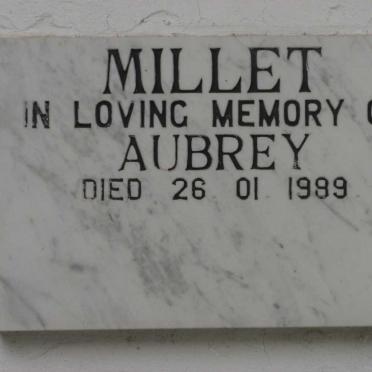 MILLET
IN LOVING MEMORY O
AUBREY
DIED 26 01 1989